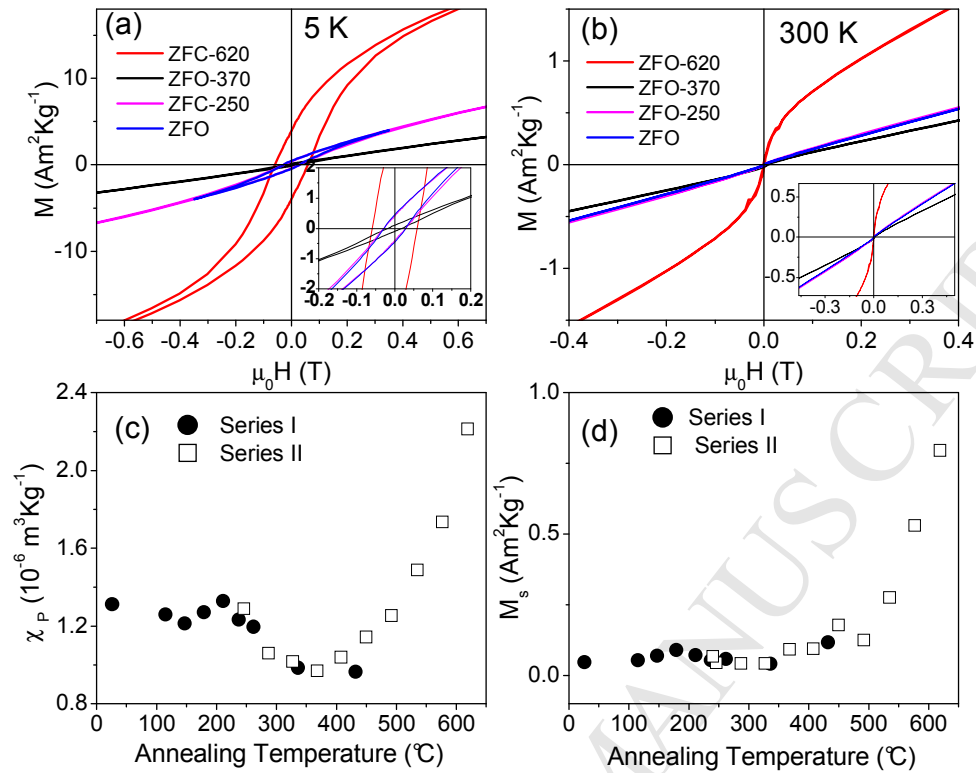 (a)
5 K
ZFC-620
ZFO-370
ZFC-250
ZFO
M (Am²Kg⁻¹)
10
0
-10
2
1
0
-1
-2
-0.2 -0.1 0.0 0.1 0.2
-0.6 -0.4 -0.2 0.0 0.2 0.4 0.6
μ₀H (T)
(b)
300 K
ZFO-620
ZFO-370
ZFO-250
ZFO
M (Am²Kg⁻¹)
1
0
-1
0.5
0.0
-0.5
-0.3 0.0 0.3
-0.4 -0.2 0.0 0.2 0.4
μ₀H (T)
(c)
Series I
Series II
χ_P (10⁻⁶ m³Kg⁻¹)
2.4
2.0
1.6
1.2
0.8
0 100 200 300 400 500 600
Annealing Temperature (°C)
(d)
Series I
Series II
M_s (Am²Kg⁻¹)
1.0
0.5
0.0
0 100 200 300 400 500 600
Annealing Temperature (°C)
MANUSCRIP